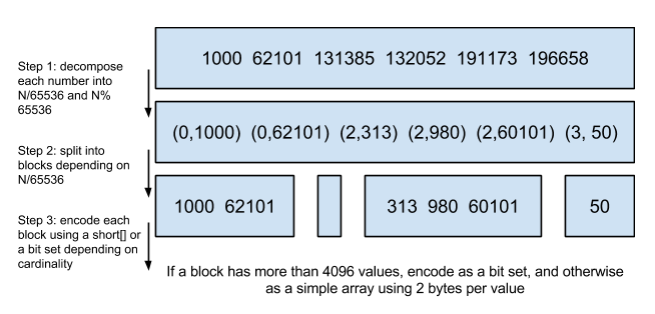 1000 62101 131385 132052 191173 196658
Step 1: decompose
each number into
N/65536 and N%
65536
(0,1000) (0,62101) (2,313) (2,980) (2,60101) (3, 50)
Step 2: split into
blocks depending on
N/65536
1000 62101
313 980 60101
50
Step 3: encode each
block using a short[] or
a bit set depending on
cardinality
If a block has more than 4096 values, encode as a bit set, and otherwise
as a simple array using 2 bytes per value